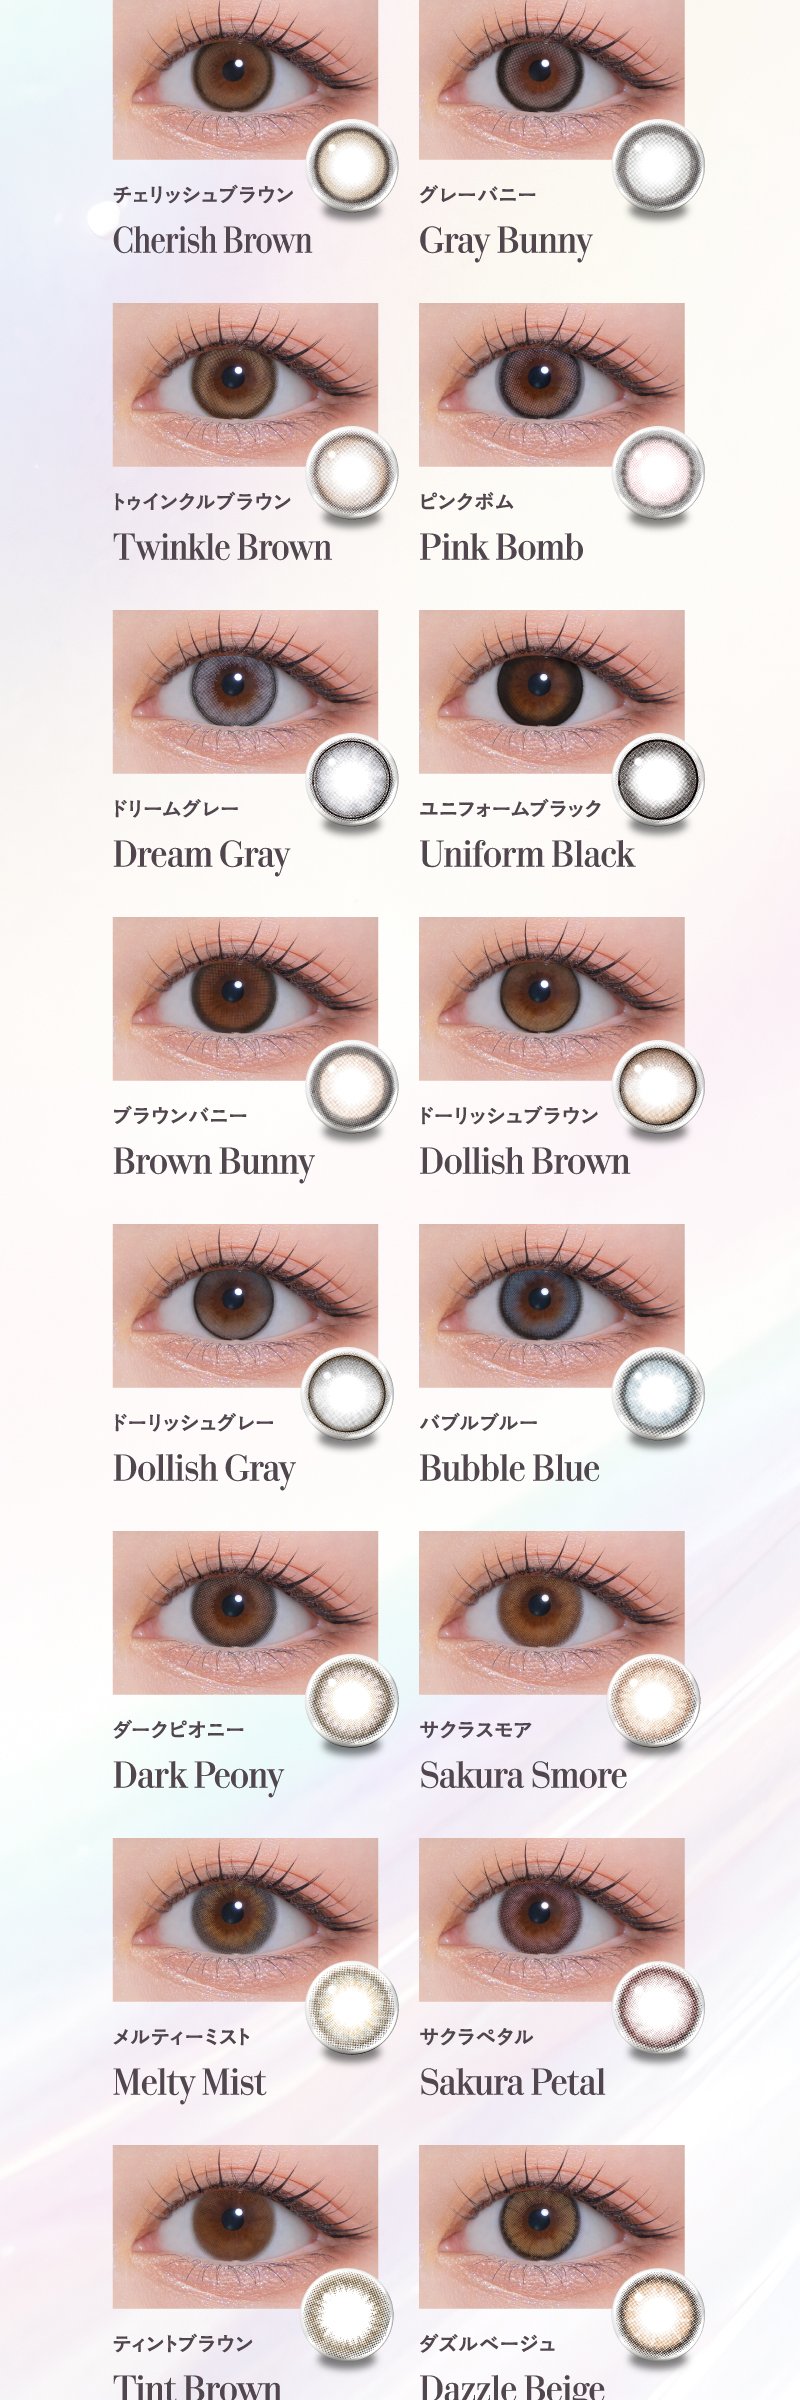 チェリッシュブラウン
Cherish Brown
グレーバニー
Gray Bunny
トゥインクルブラウン
Twinkle Brown
ピンクボム
Pink Bomb
ドリームグレー
Dream Gray
ユニフォームブラック
Uniform Black
ブラウンバニー
Brown Bunny
ドーリッシュブラウン
Dollish Brown
ドーリッシュグレー
Dollish Gray
バブルブルー
Bubble Blue
ダークピオニー
Dark Peony
サクラスモア
Sakura Smore
メルティーミスト
Melty Mist
サクラペタル
Sakura Petal
ティントブラウン
Tint Brown
ダズルベージュ
Dazzle Beige